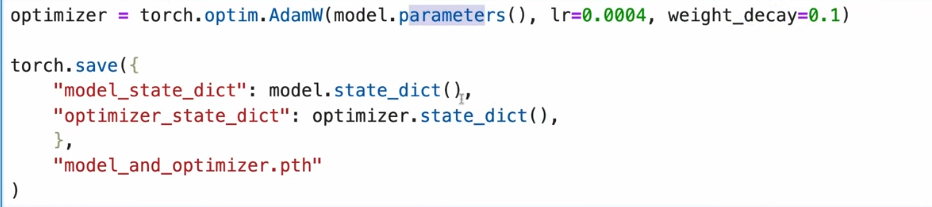 optimizer = torch.optim.AdamW(model.parameters(), lr=0.0004, weight_decay=0.1)
torch.save({
    "model_state_dict": model.state_dict(),
    "optimizer_state_dict": optimizer.state_dict(),
    },
    "model_and_optimizer.pth"
)